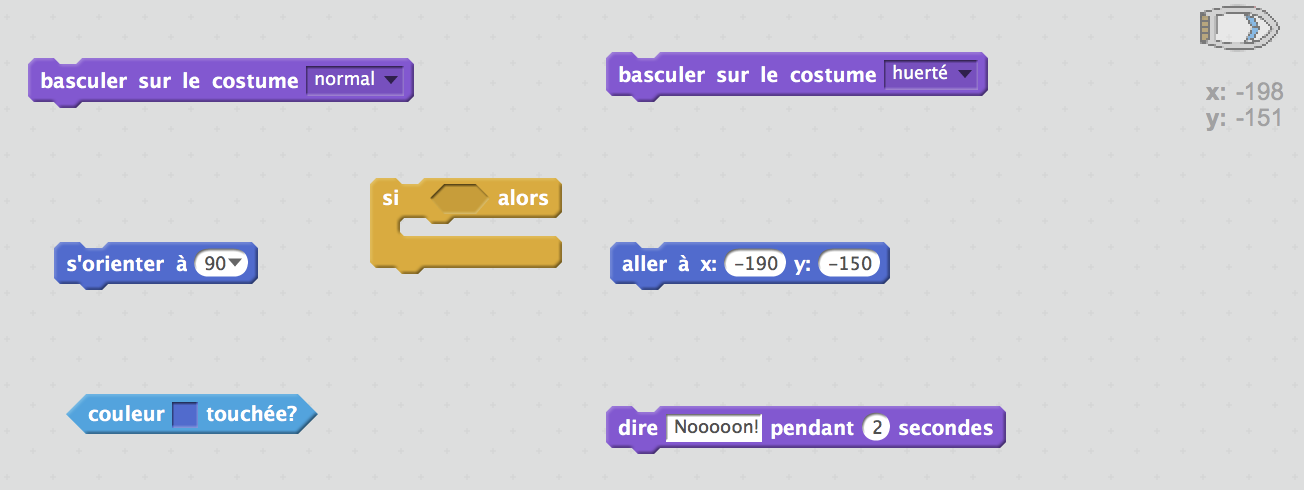 basculer sur le costume normal
basculer sur le costume huerté
x: -198
y: -151
si alors
s'orienter à 90
aller à x: -190 y: -150
couleur touchée?
dire Nooooon! pendant 2 secondes